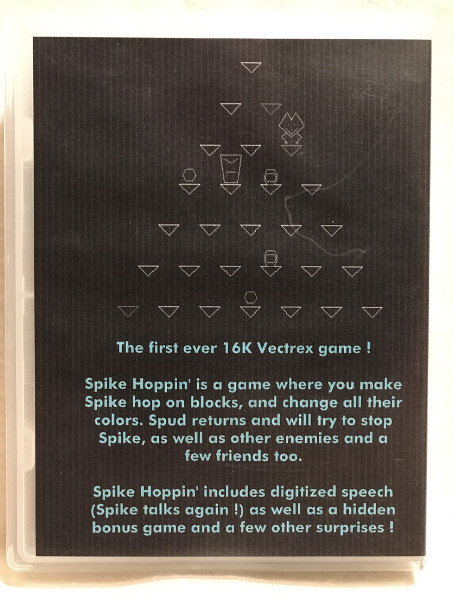 The first ever 16K Vectrex game !
Spike Hoppin' is a game where you make
Spike hop on blocks, and change all their
colors. Spud returns and will try to stop
Spike, as well as other enemies and a
few friends too.
Spike Hoppin' includes digitized speech
(Spike talks again !) as well as a hidden
bonus game and a few other surprises !